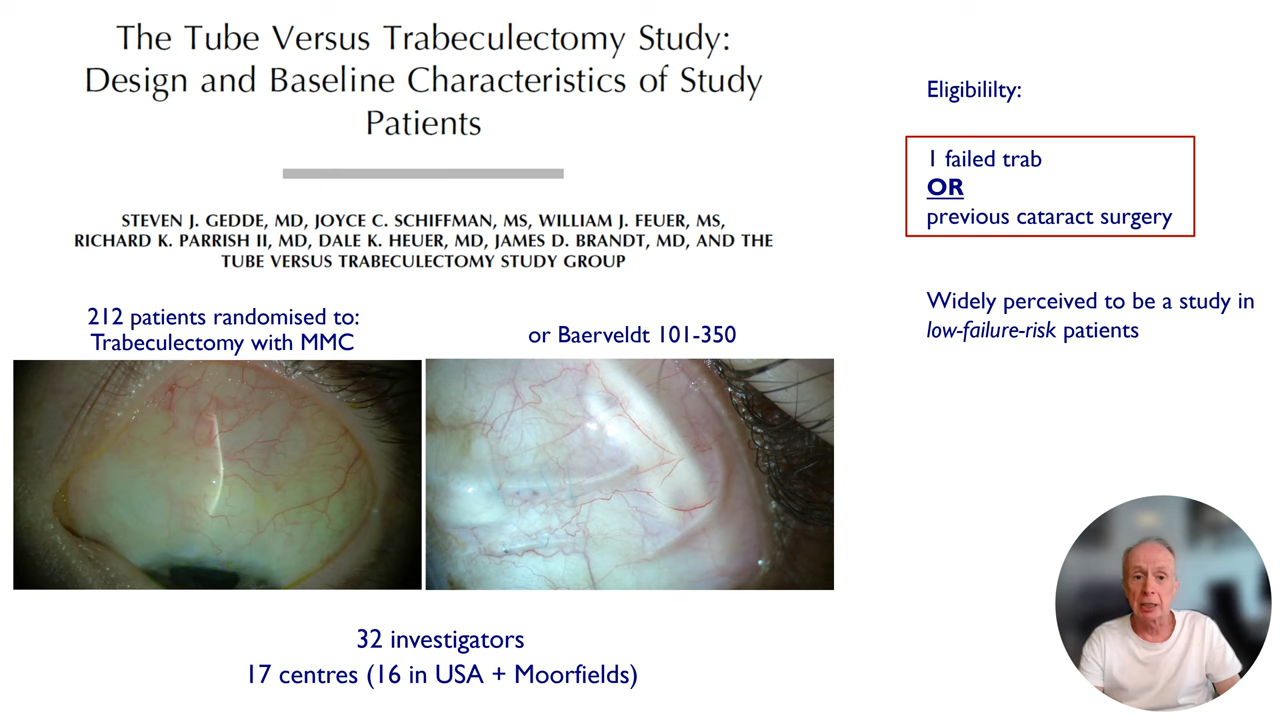 The Tube Versus Trabeculectomy Study:
Design and Baseline Characteristics of Study
Patients
STEVEN J. GEDDE, MD, JOYCE C. SCHIFFMAN, MS, WILLIAM J. FEUER, MS,
RICHARD K. PARRISH II, MD, DALE K. HEUER, MD, JAMES D. BRANDT, MD, AND THE
TUBE VERSUS TRABECULECTOMY STUDY GROUP
212 patients randomised to:
Trabeculectomy with MMC
or Baerveldt 101-350
32 investigators
17 centres (16 in USA + Moorfields)
Eligibililty:
1 failed trab
OR
previous cataract surgery
Widely perceived to be a study in
low-failure-risk patients